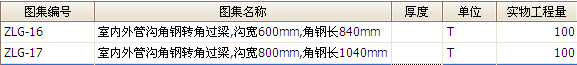 图集编号 图集名称 厚度 单位 实物工程量
ZLG-16 室内外管沟角钢转角过梁,沟宽600mm,角钢长840mm T 100
ZLG-17 室内外管沟角钢转角过梁,沟宽800mm,角钢长1040mm T 100